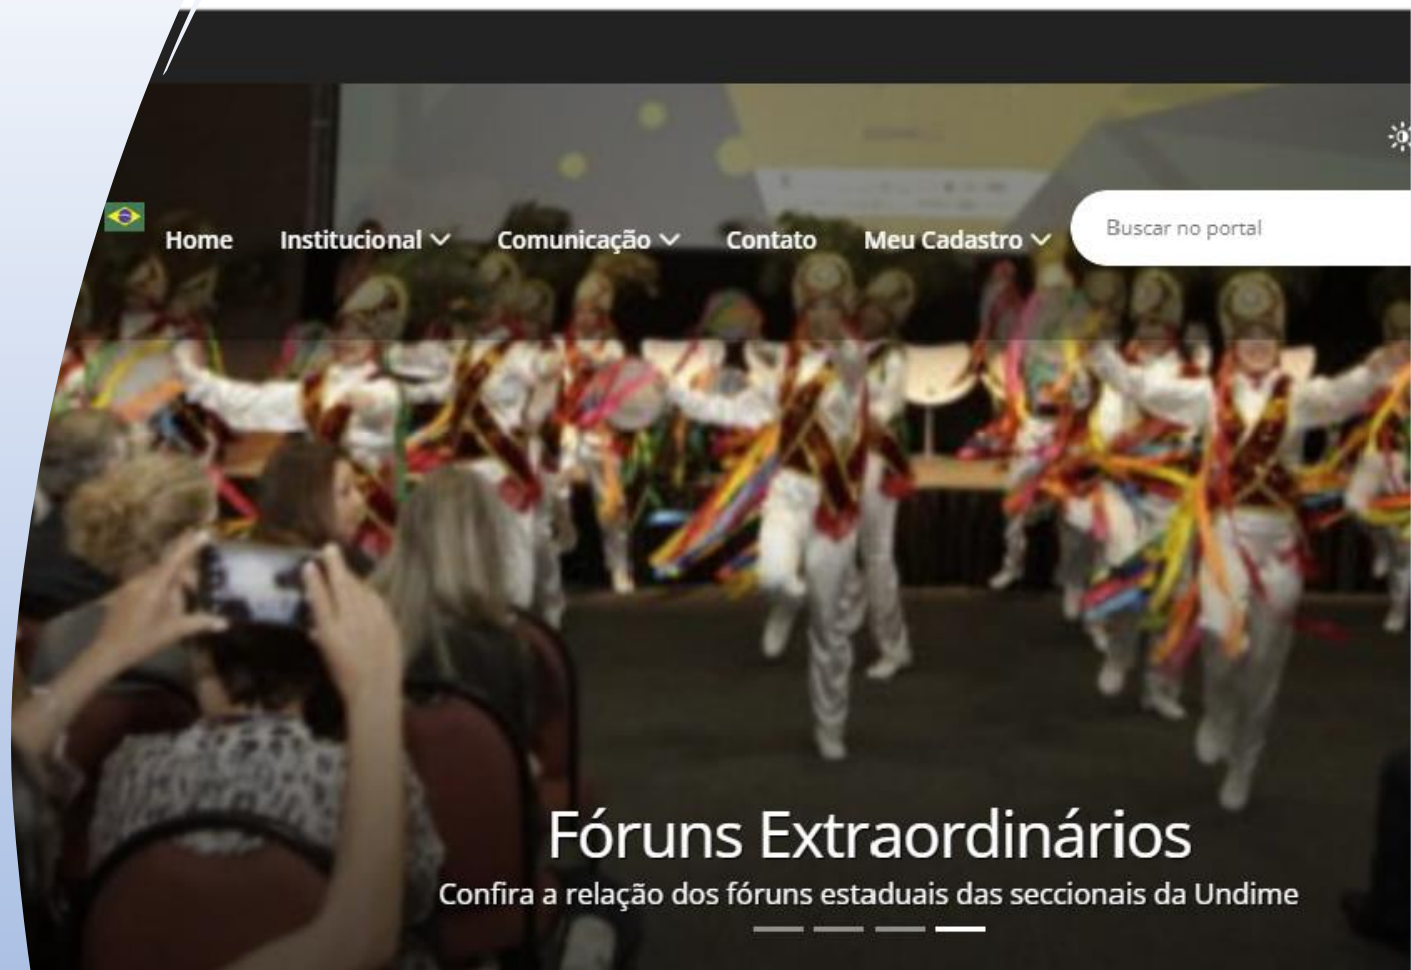 Home Institucional Comunicação Contato Meu Cadastro Buscar no portal
Fóruns Extraordinários
Confira a relação dos fóruns estaduais das seccionais da Undime